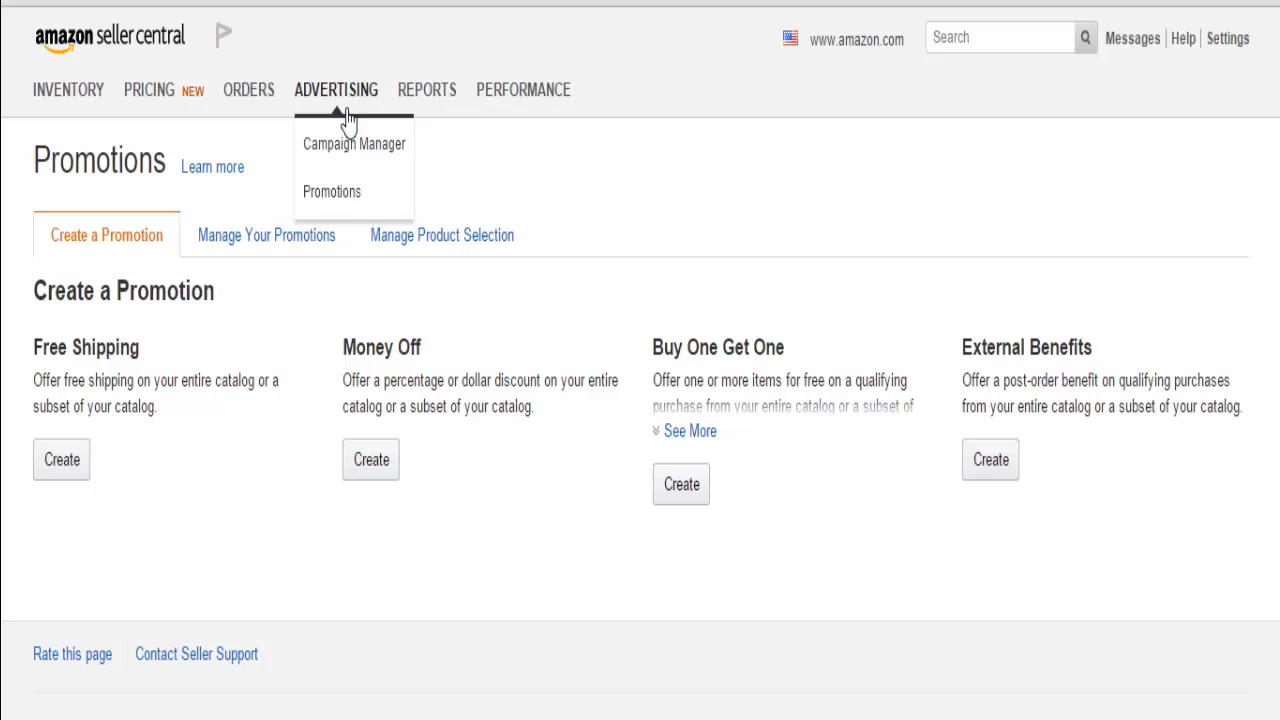 amazon seller central
www.amazon.com
Search
Messages | Help | Settings
INVENTORY PRICING NEW ORDERS ADVERTISING REPORTS PERFORMANCE
Campaign Manager
Promotions
Promotions Learn more
Create a Promotion Manage Your Promotions Manage Product Selection
Create a Promotion
Free Shipping
Offer free shipping on your entire catalog or a
subset of your catalog.
Create
Money Off
Offer a percentage or dollar discount on your entire
catalog or a subset of your catalog.
Create
Buy One Get One
Offer one or more items for free on a qualifying
purchase from your entire catalog or a subset of
See More
Create
External Benefits
Offer a post-order benefit on qualifying purchases
from your entire catalog or a subset of your catalog.
Create
Rate this page Contact Seller Support